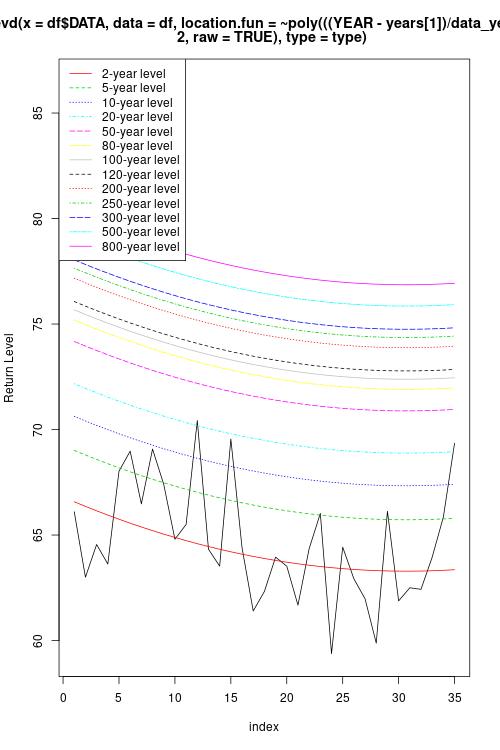 evd(x = df$DATA, data = df, location.fun = ~poly(((YEAR - years[1])/data_ye
2, raw = TRUE), type = type)
2-year level
5-year level
10-year level
20-year level
50-year level
80-year level
100-year level
120-year level
200-year level
250-year level
300-year level
500-year level
800-year level
85
80
75
70
65
60
Return Level
0 5 10 15 20 25 30 35
index